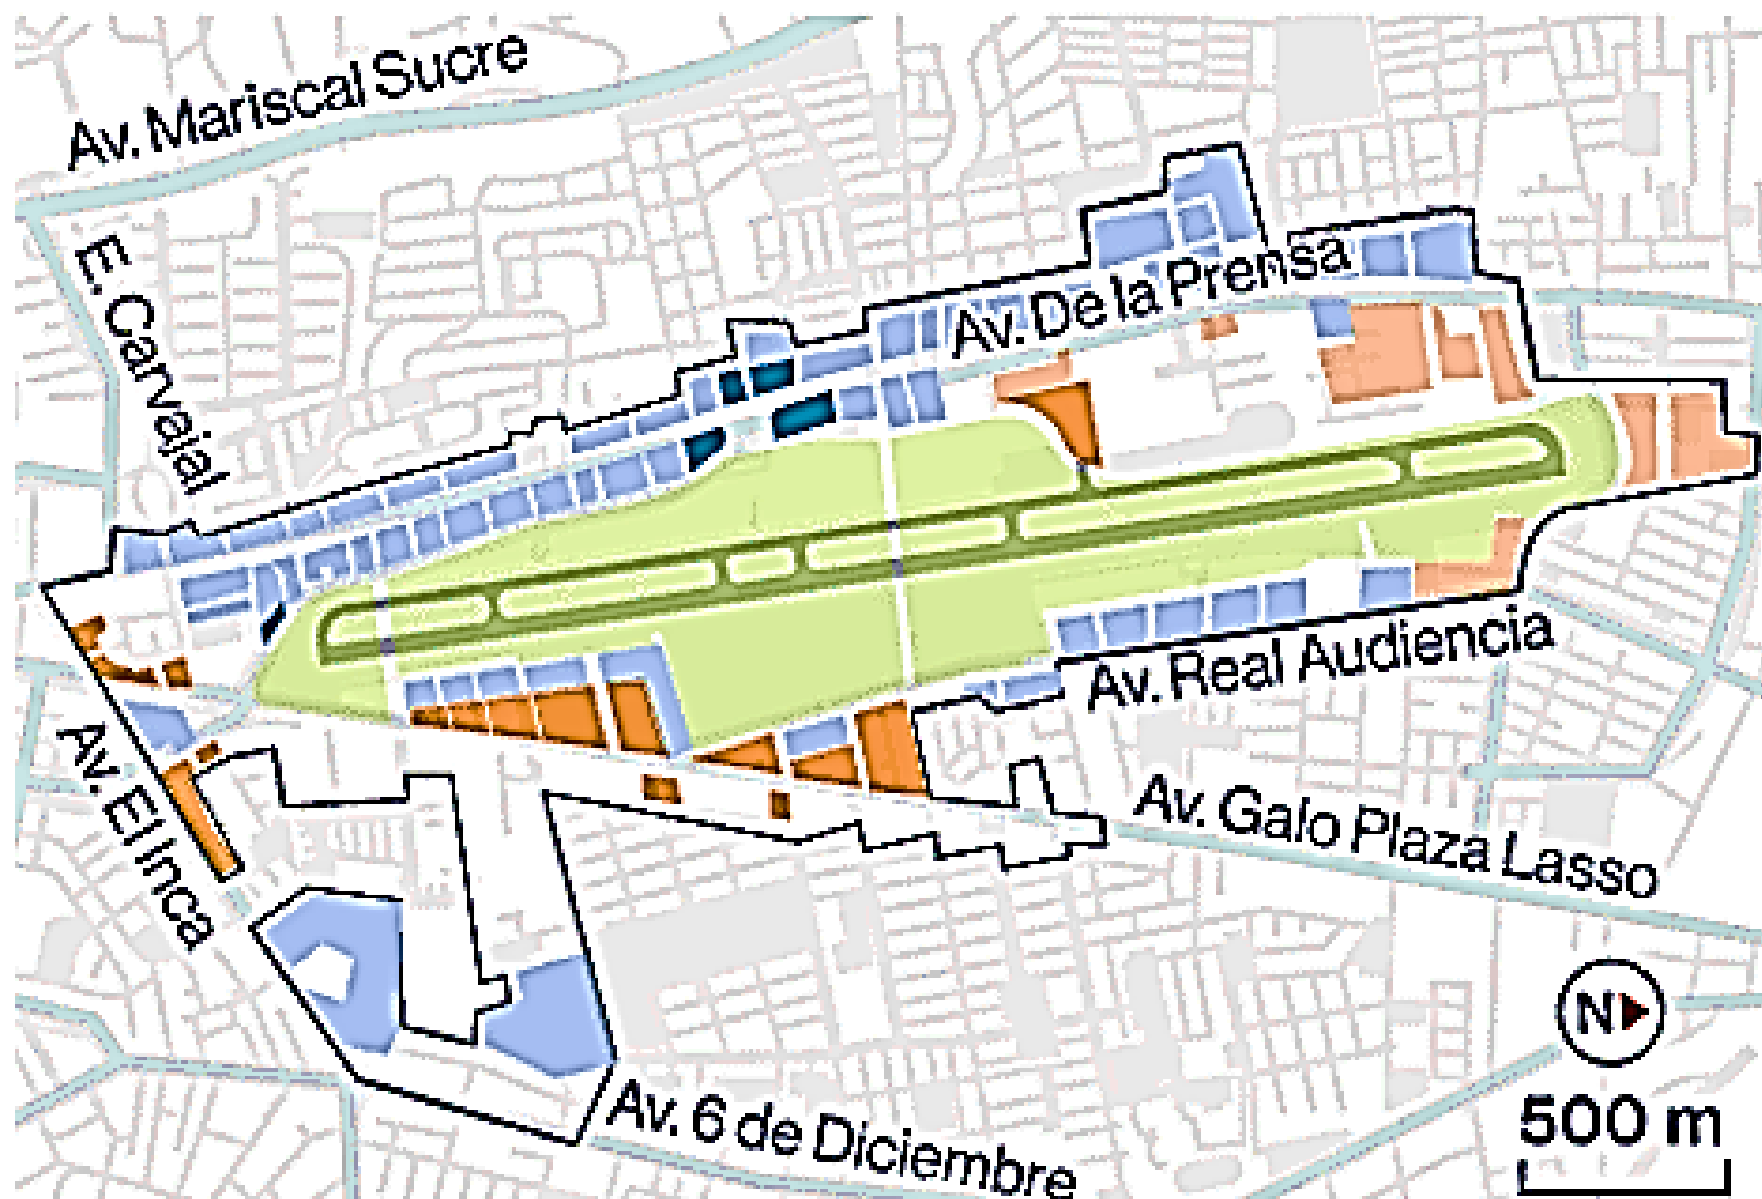 Av. Mariscal Sucre
E. Carvajal
Av. De la Prensa
Av. Real Audiencia
Av. El Inca
Av. Galo Plaza Lasso
Av. 6 de Diciembre
N
500 m